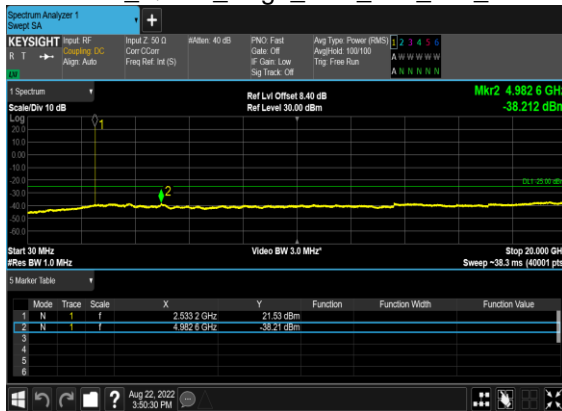 Spectrum Analyzer 1
Swept SA
+
KEYSIGHT Input: RF Input Z: 50 Ω #Atten: 40 dB PNO: Fast Avg Type: Power (RMS) 1 2 3 4 5 6
R T Coupling: DC Corr CCorr Gate: Off Avg|Hold: 100/100 A W W W W W
Align: Auto Freq Ref: Int (S) IF Gain: Low Trig: Free Run
Sig Track: Off A N N N N N
1 Spectrum Ref Lvl Offset 8.40 dB Mkr2 4.982 6 GH
Scale/Div 10 dB Ref Level 30.00 dBm -38.212 dBn
Log
20.0
10.0
0.00
-10.0
-20.0
-30.0
-40.0
-50.0
-60.0
1
2
DL1 -25.00 dB
Start 30 MHz Video BW 3.0 MHz* Stop 20.000 GH
#Res BW 1.0 MHz Sweep ~38.3 ms (40001 pts
5 Marker Table
Mode Trace Scale X Y Function Function Width Function Value
1 N 1 f 2.533 2 GHz 21.53 dBm
2 N 1 f 4.982 6 GHz -38.21 dBm
3
4
5
6
? Aug 22, 2022
3:50:30 PM